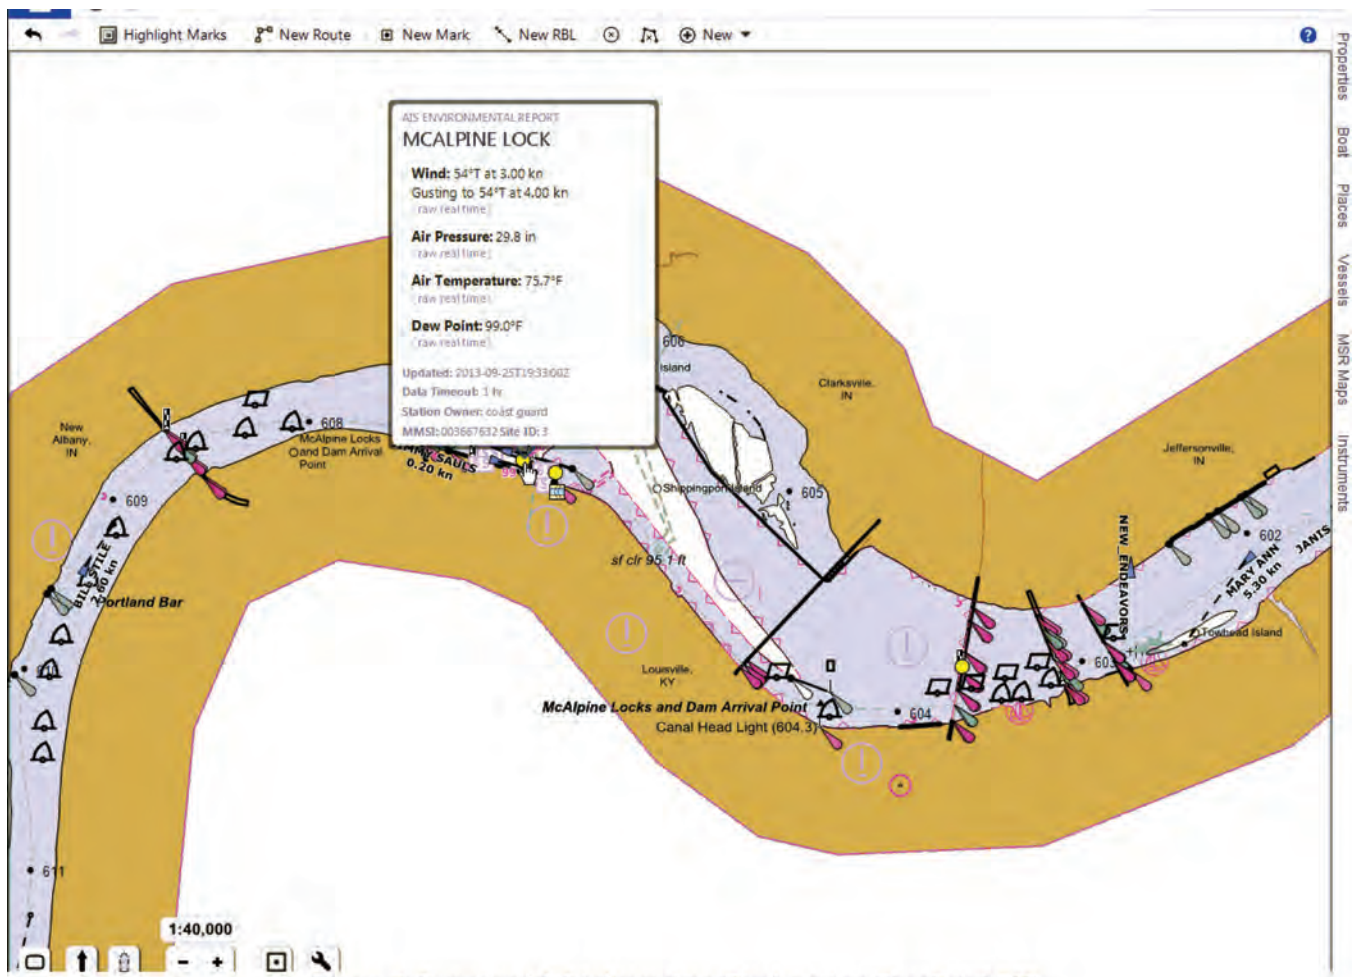 Highlight Marks
New Route
New Mark
New RBL
New
?
Properties
Boat
Places
Vessels
MSR Maps
Instruments
AIS ENVIRONMENTAL REPORT
MCALPINE LOCK
Wind: 54°T at 3.00 kn
Gusting to 54°T at 4.00 kn
(raw real time)
Air Pressure: 29.8 in
(raw real time)
Air Temperature: 75.7°F
(raw real time)
Dew Point: 99.0°F
(raw real time)
Updated: 2013-09-25T19:33:00Z
Data Timeout: 1 hr
Station Owner: coast guard
MMSI: 003667632 Site ID: 3
606
Island
Clarksville,
IN
New
Albany,
IN
608
McAlpine Locks
and Dam Arrival
Point
SAULS
0.20 kn
Jeffersonville,
IN
609
Shippingport Island
605
602
sf clr 95.1 ft
NEW_ENDEAVORS
MARY ANN
5.30 kn
JANIS
BILL STILE
7.60 kn
Portland Bar
Towhead Island
603
Louisville,
KY
McAlpine Locks and Dam Arrival Point
604
Canal Head Light (604.3)
611
1:40,000